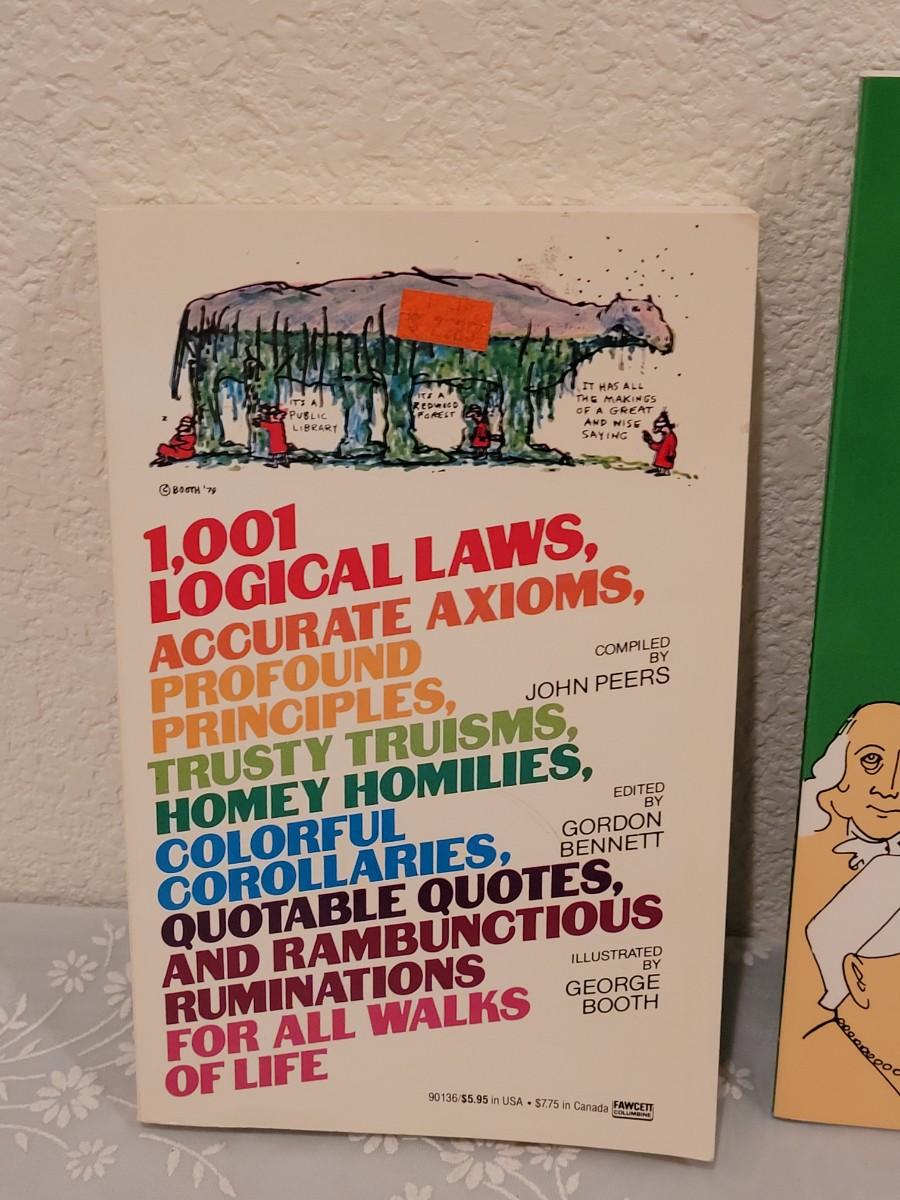 IT'S A
PUBLIC
LIBRARY
IT'S A
REDWOOD
FOREST
IT HAS ALL
THE MAKINGS
OF A GREAT
AND WISE
SAYING
Z
© BOOTH '79
1,001
LOGICAL LAWS,
ACCURATE AXIOMS,
PROFOUND
PRINCIPLES,
TRUSTY TRUISMS,
HOMEY HOMILIES,
COLORFUL
COROLLARIES,
QUOTABLE QUOTES,
AND RAMBUNCTIOUS
RUMINATIONS
FOR ALL WALKS
OF LIFE
COMPILED
BY
JOHN PEERS
EDITED
BY
GORDON
BENNETT
ILLUSTRATED
BY
GEORGE
BOOTH
90136/$5.95 in USA • $7.75 in Canada FAWCETT
COLUMBINE